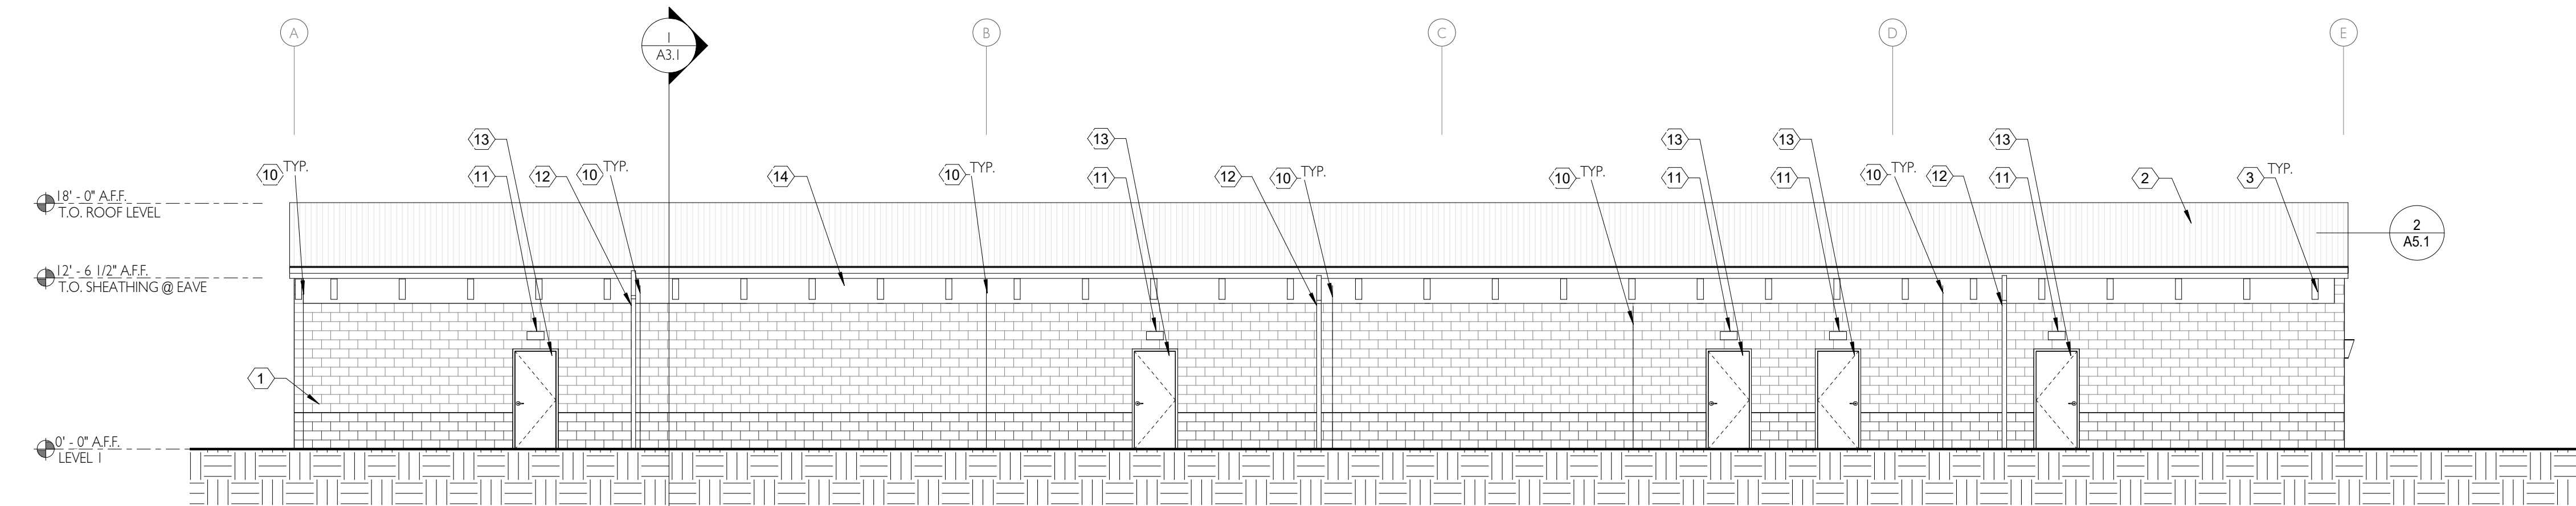 A
1
A3.1
B
C
D
E
13
13
13
13
13
10 TYP.
11
12
10 TYP.
14
10 TYP.
11
12
10 TYP.
10 TYP.
11
11
10 TYP.
12
11
2
3 TYP.
18' - 0" A.F.F.
T.O. ROOF LEVEL
2
A5.1
12' - 6 1/2" A.F.F.
T.O. SHEATHING @ EAVE
1
0' - 0" A.F.F.
LEVEL 1